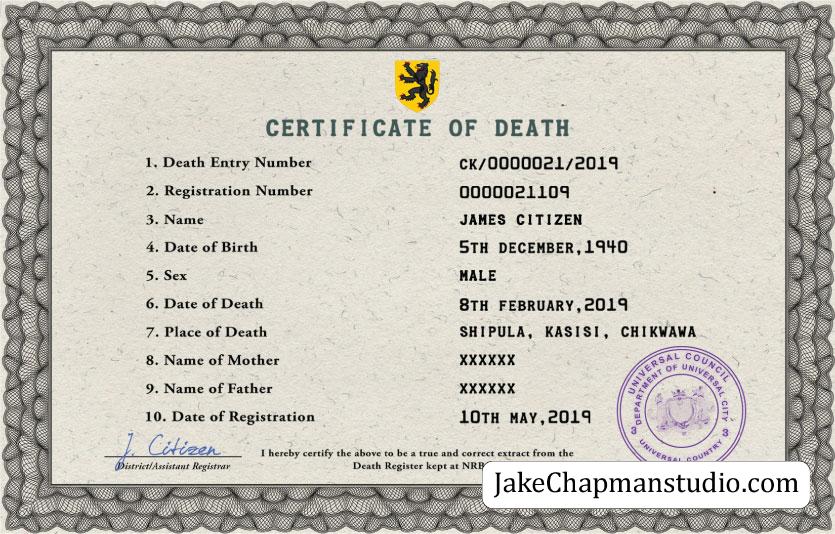 CERTIFICATE OF DEATH
1. Death Entry Number CK/0000021/2019
2. Registration Number 0000021109
3. Name JAMES CITIZEN
4. Date of Birth 5TH DECEMBER,1940
5. Sex MALE
6. Date of Death 8TH FEBRUARY,2019
7. Place of Death SHIPULA, KASISI, CHIKWAWA
8. Name of Mother XXXXXX
9. Name of Father XXXXXX
10. Date of Registration 10TH MAY,2019
UNIVERSAL COUNCIL
DEPARTMENT OF UNIVERSAL CITY
3 3
UNIVERSAL COUNTRY
J. Citizen
District/Assistant Registrar
I hereby certify the above to be a true and correct extract from the
Death Register kept at NRB
JakeChapmanstudio.com